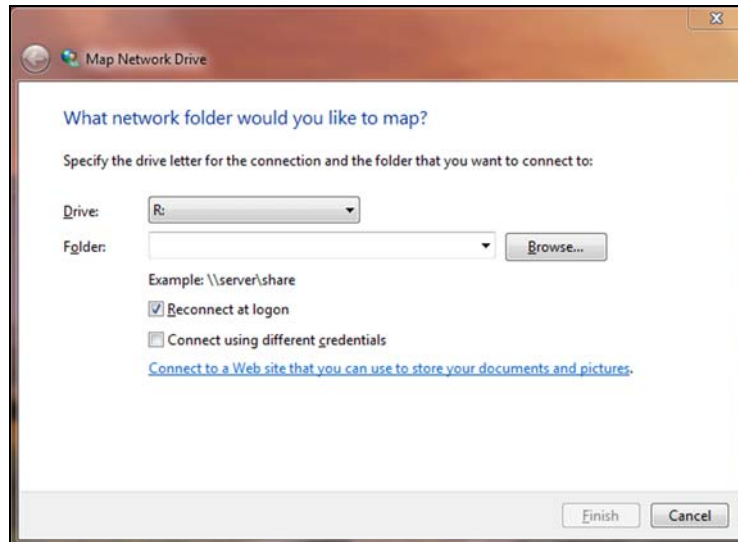 Map Network Drive
What network folder would you like to map?
Specify the drive letter for the connection and the folder that you want to connect to:
Drive: R:
Folder: Browse...
Example: \\server\share
Reconnect at logon
Connect using different credentials
Connect to a Web site that you can use to store your documents and pictures.
Finish Cancel